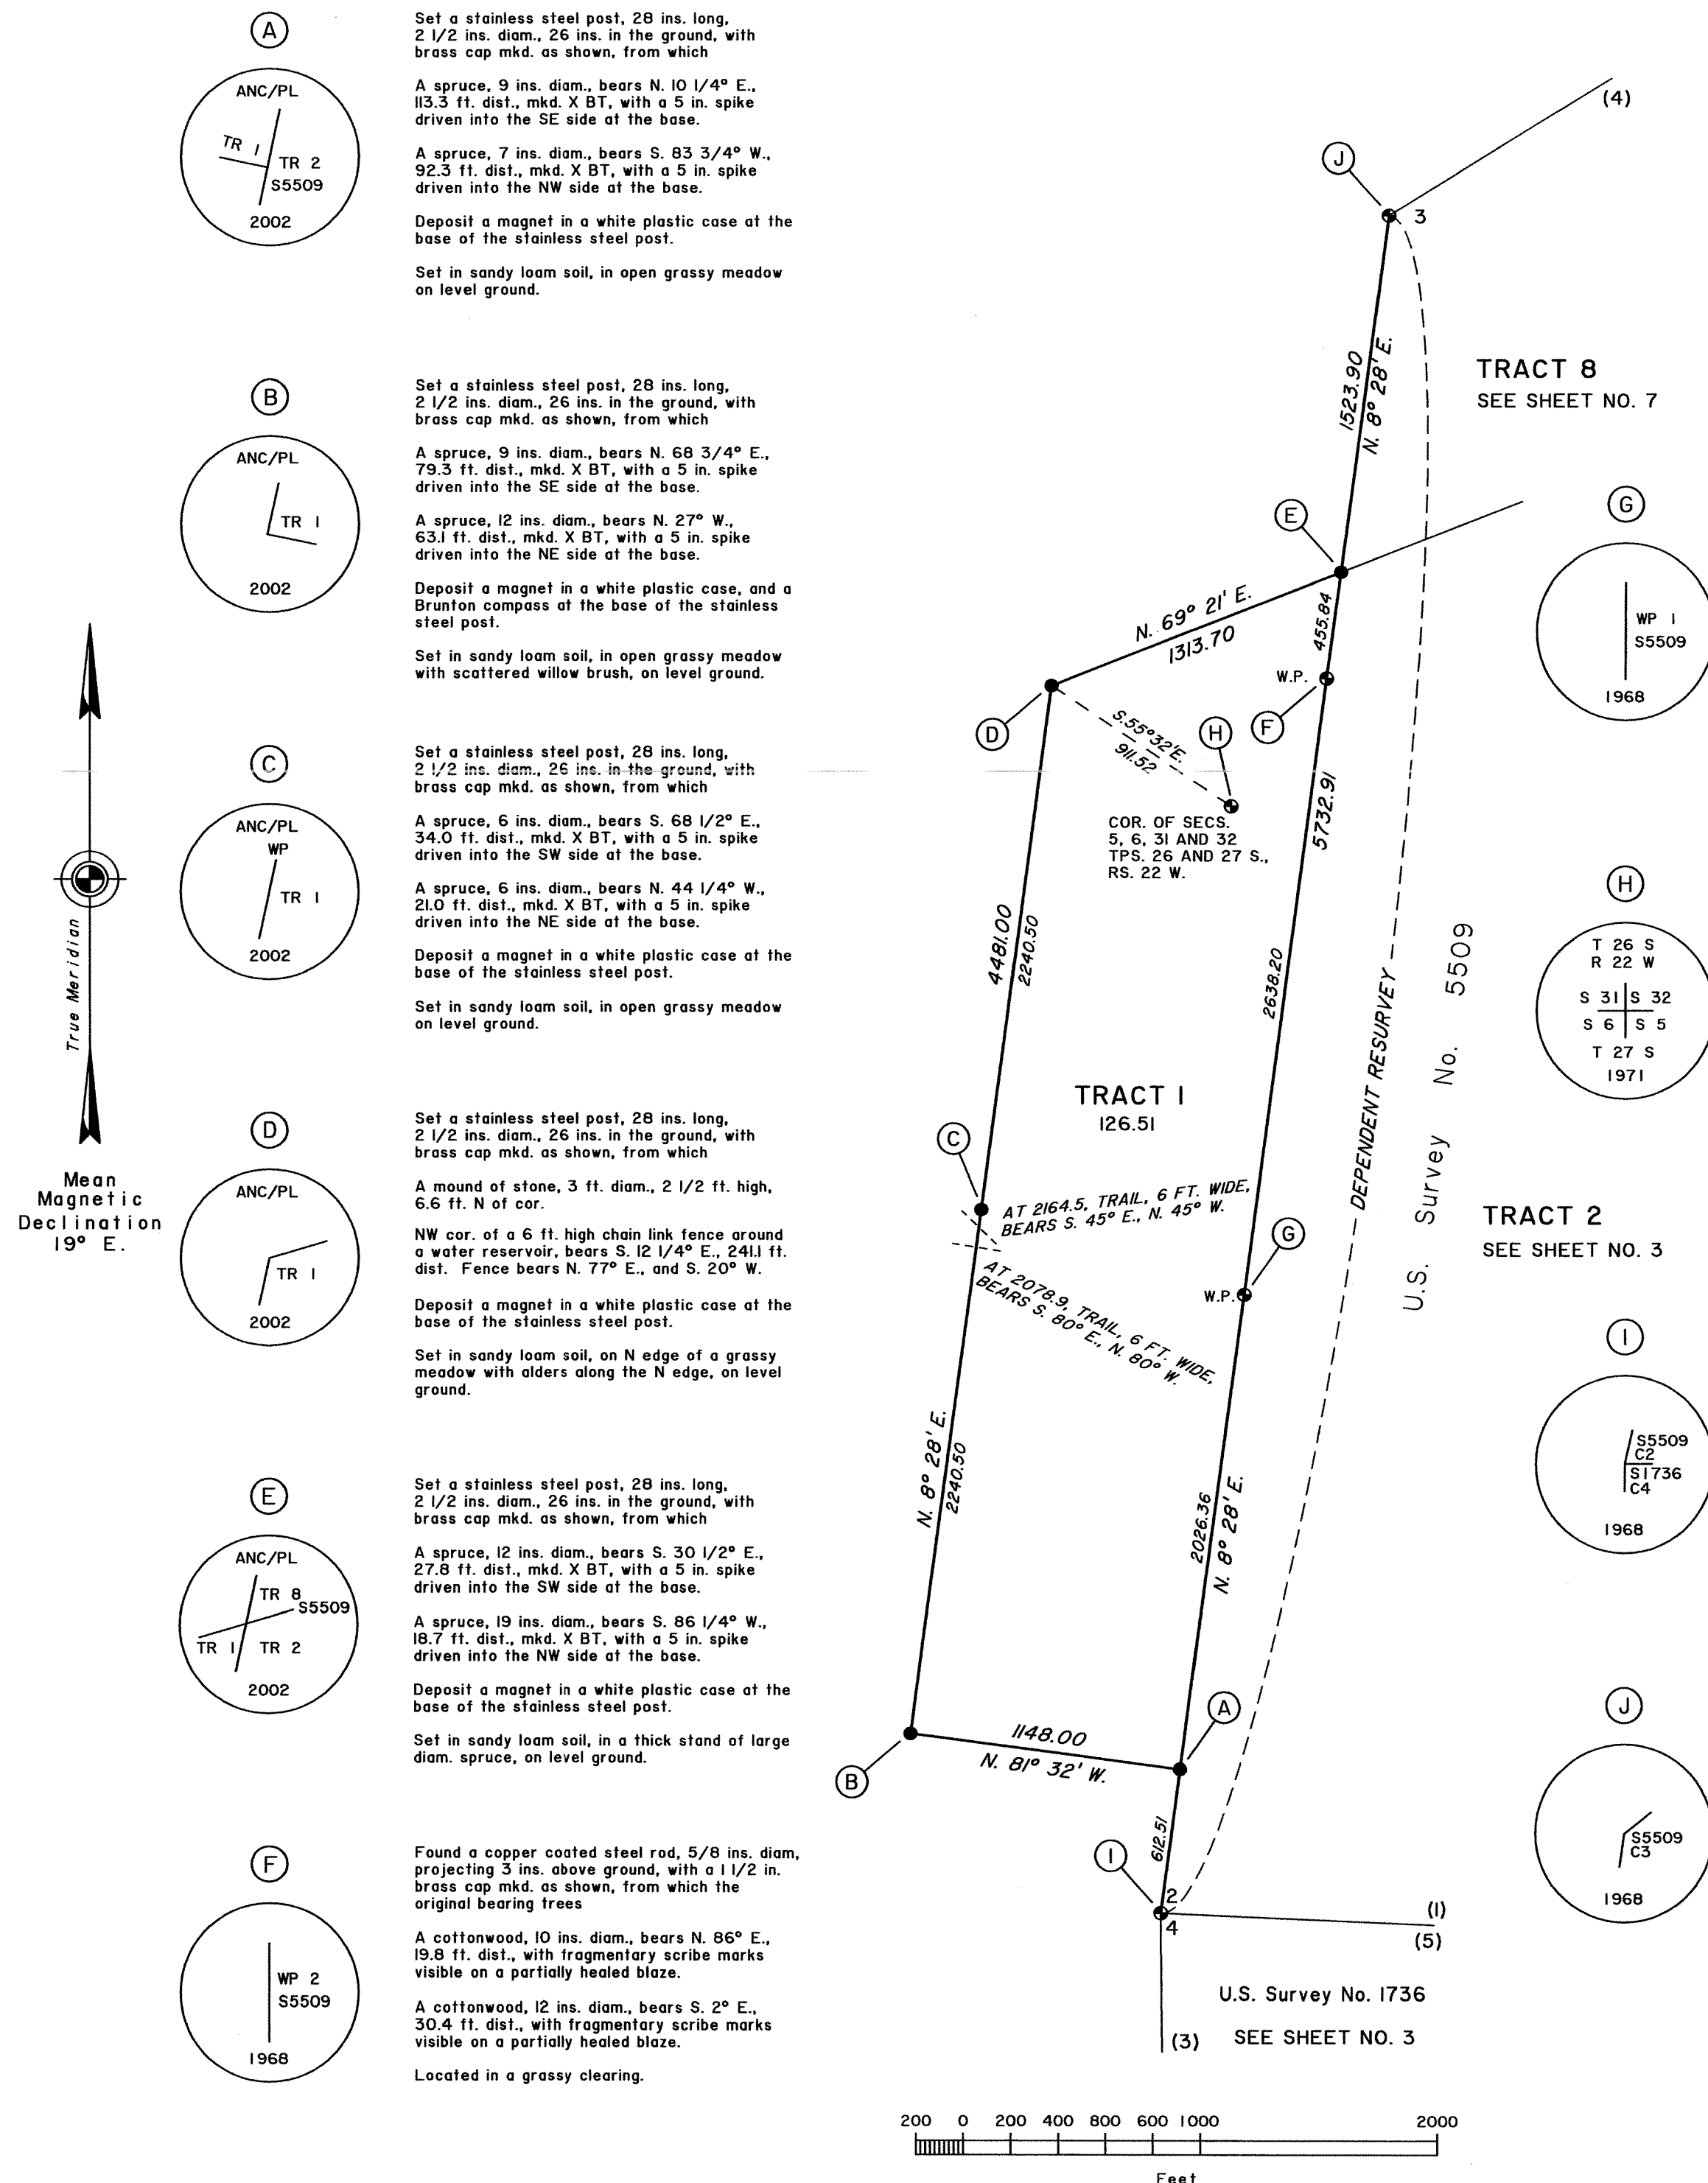 A
ANC/PL
TR 1
TR 2
S5509
2002
Set a stainless steel post, 28 ins. long,
2 1/2 ins. diam., 26 ins. in the ground, with
brass cap mkd. as shown, from which
A spruce, 9 ins. diam., bears N. 10 1/4° E.,
113.3 ft. dist., mkd. X BT, with a 5 in. spike
driven into the SE side at the base.
A spruce, 7 ins. diam., bears S. 83 3/4° W.,
92.3 ft. dist., mkd. X BT, with a 5 in. spike
driven into the NW side at the base.
Deposit a magnet in a white plastic case at the
base of the stainless steel post.
Set in sandy loam soil, in open grassy meadow
on level ground.
B
ANC/PL
TR 1
2002
Set a stainless steel post, 28 ins. long,
2 1/2 ins. diam., 26 ins. in the ground, with
brass cap mkd. as shown, from which
A spruce, 9 ins. diam., bears N. 68 3/4° E.,
79.3 ft. dist., mkd. X BT, with a 5 in. spike
driven into the SE side at the base.
A spruce, 12 ins. diam., bears N. 27° W.,
63.1 ft. dist., mkd. X BT, with a 5 in. spike
driven into the NE side at the base.
Deposit a magnet in a white plastic case, and a
Brunton compass at the base of the stainless
steel post.
Set in sandy loam soil, in open grassy meadow
with scattered willow brush, on level ground.
C
ANC/PL
WP
TR 1
2002
Set a stainless steel post, 28 ins. long,
2 1/2 ins. diam., 26 ins. in the ground, with
brass cap mkd. as shown, from which
A spruce, 6 ins. diam., bears S. 68 1/2° E.,
34.0 ft. dist., mkd. X BT, with a 5 in. spike
driven into the SW side at the base.
A spruce, 6 ins. diam., bears N. 44 1/4° W.,
21.0 ft. dist., mkd. X BT, with a 5 in. spike
driven into the NE side at the base.
Deposit a magnet in a white plastic case at the
base of the stainless steel post.
Set in sandy loam soil, in open grassy meadow
on level ground.
True Meridian
Mean
Magnetic
Declination
19° E.
D
ANC/PL
TR 1
2002
Set a stainless steel post, 28 ins. long,
2 1/2 ins. diam., 26 ins. in the ground, with
brass cap mkd. as shown, from which
A mound of stone, 3 ft. diam., 2 1/2 ft. high,
6.6 ft. N of cor.
NW cor. of a 6 ft. high chain link fence around
a water reservoir, bears S. 12 1/4° E., 241.1 ft.
dist. Fence bears N. 77° E., and S. 20° W.
Deposit a magnet in a white plastic case at the
base of the stainless steel post.
Set in sandy loam soil, on N edge of a grassy
meadow with alders along the N edge, on level
ground.
E
ANC/PL
TR 8
S5509
TR 1
TR 2
2002
Set a stainless steel post, 28 ins. long,
2 1/2 ins. diam., 26 ins. in the ground, with
brass cap mkd. as shown, from which
A spruce, 12 ins. diam., bears S. 30 1/2° E.,
27.8 ft. dist., mkd. X BT, with a 5 in. spike
driven into the SW side at the base.
A spruce, 19 ins. diam., bears S. 86 1/4° W.,
18.7 ft. dist., mkd. X BT, with a 5 in. spike
driven into the NW side at the base.
Deposit a magnet in a white plastic case at the
base of the stainless steel post.
Set in sandy loam soil, in a thick stand of large
diam. spruce, on level ground.
F
WP 2
S5509
1968
Found a copper coated steel rod, 5/8 ins. diam,
projecting 3 ins. above ground, with a 1 1/2 in.
brass cap mkd. as shown, from which the
original bearing trees
A cottonwood, 10 ins. diam., bears N. 86° E.,
19.8 ft. dist., with fragmentary scribe marks
visible on a partially healed blaze.
A cottonwood, 12 ins. diam., bears S. 2° E.,
30.4 ft. dist., with fragmentary scribe marks
visible on a partially healed blaze.
Located in a grassy clearing.
(4)
J
3
1523.90
N. 8° 28' E.
TRACT 8
SEE SHEET NO. 7
E
N. 69° 21' E.
1313.70
455.84
W.P.
D
F
H
S.55°32'E.
911.52
COR. OF SECS.
5, 6, 31 AND 32
TPS. 26 AND 27 S.,
RS. 22 W.
5732.91
4481.00
2240.50
2638.20
DEPENDENT RESURVEY
U.S. Survey No. 5509
TRACT 1
126.51
C
AT 2164.5, TRAIL, 6 FT. WIDE,
BEARS S. 45° E., N. 45° W.
AT 2078.9, TRAIL, 6 FT. WIDE,
BEARS S. 80° E., N. 80° W.
G
W.P.
TRACT 2
SEE SHEET NO. 3
N. 8° 28' E.
2240.50
2026.36
N. 8° 28' E.
B
1148.00
N. 81° 32' W.
A
612.51
I
2
4
(1)
(5)
(3)
U.S. Survey No. 1736
SEE SHEET NO. 3
200 0 200 400 800 600 1000 2000
Feet
G
WP 1
S5509
1968
H
T 26 S
R 22 W
S 31 S 32
S 6 S 5
T 27 S
1971
I
S5509
C2
S1736
C4
1968
J
S5509
C3
1968